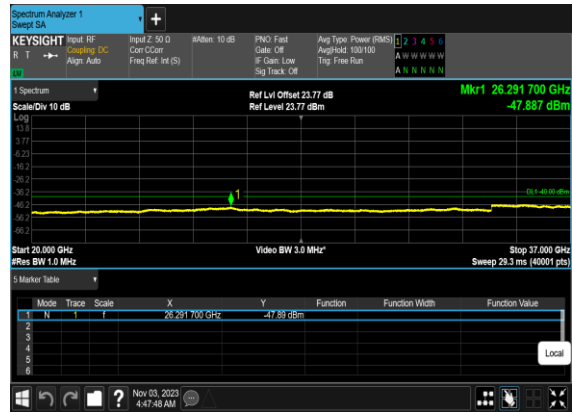 Spectrum Analyzer 1
Swept SA
+
KEYSIGHT Input: RF Input Z: 50 Ω #Atten: 10 dB PNO: Fast Avg Type: Power (RMS) 1 2 3 4 5 6
R T Coupling: DC Corr CCorr Gate: Off Avg|Hold: 100/100 A W W W W W
Align: Auto Freq Ref: Int (S) IF Gain: Low Trig: Free Run
Sig Track: Off A N N N N N
1 Spectrum
Ref Lvl Offset 23.77 dB Mkr1 26.291 700 GHz
Scale/Div 10 dB Ref Level 23.77 dBm -47.887 dBm
Log
13.8
3.77
-6.23
-16.2
-26.2
-36.2
1
DL1 -40.00 dBm
-46.2
-56.2
-66.2
Start 20.000 GHz Video BW 3.0 MHz* Stop 37.000 GHz
#Res BW 1.0 MHz Sweep 29.3 ms (40001 pts)
5 Marker Table
Mode Trace Scale X Y Function Function Width Function Value
1 N 1 f 26.291 700 GHz -47.89 dBm
2
3
4
5
6
Local
? Nov 03, 2023
4:47:48 AM